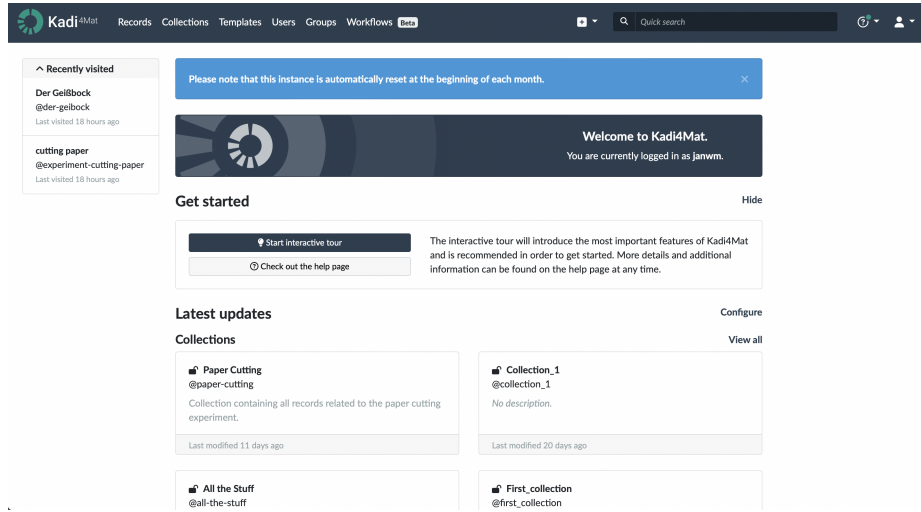 Kadi4Mat Records Collections Templates Users Groups Workflows Beta Quick search
Recently visited
Der Geißbock
@der-geibock
Last visited 18 hours ago
cutting paper
@experiment-cutting-paper
Last visited 18 hours ago
Please note that this instance is automatically reset at the beginning of each month.
Welcome to Kadi4Mat.
You are currently logged in as janwm.
Get started Hide
Start interactive tour
Check out the help page
The interactive tour will introduce the most important features of Kadi4Mat
and is recommended in order to get started. More details and additional
information can be found on the help page at any time.
Latest updates Configure
Collections View all
Paper Cutting
@paper-cutting
Collection containing all records related to the paper cutting
experiment.
Last modified 11 days ago
Collection_1
@collection_1
No description.
Last modified 20 days ago
All the Stuff
@all-the-stuff
First_collection
@first_collection